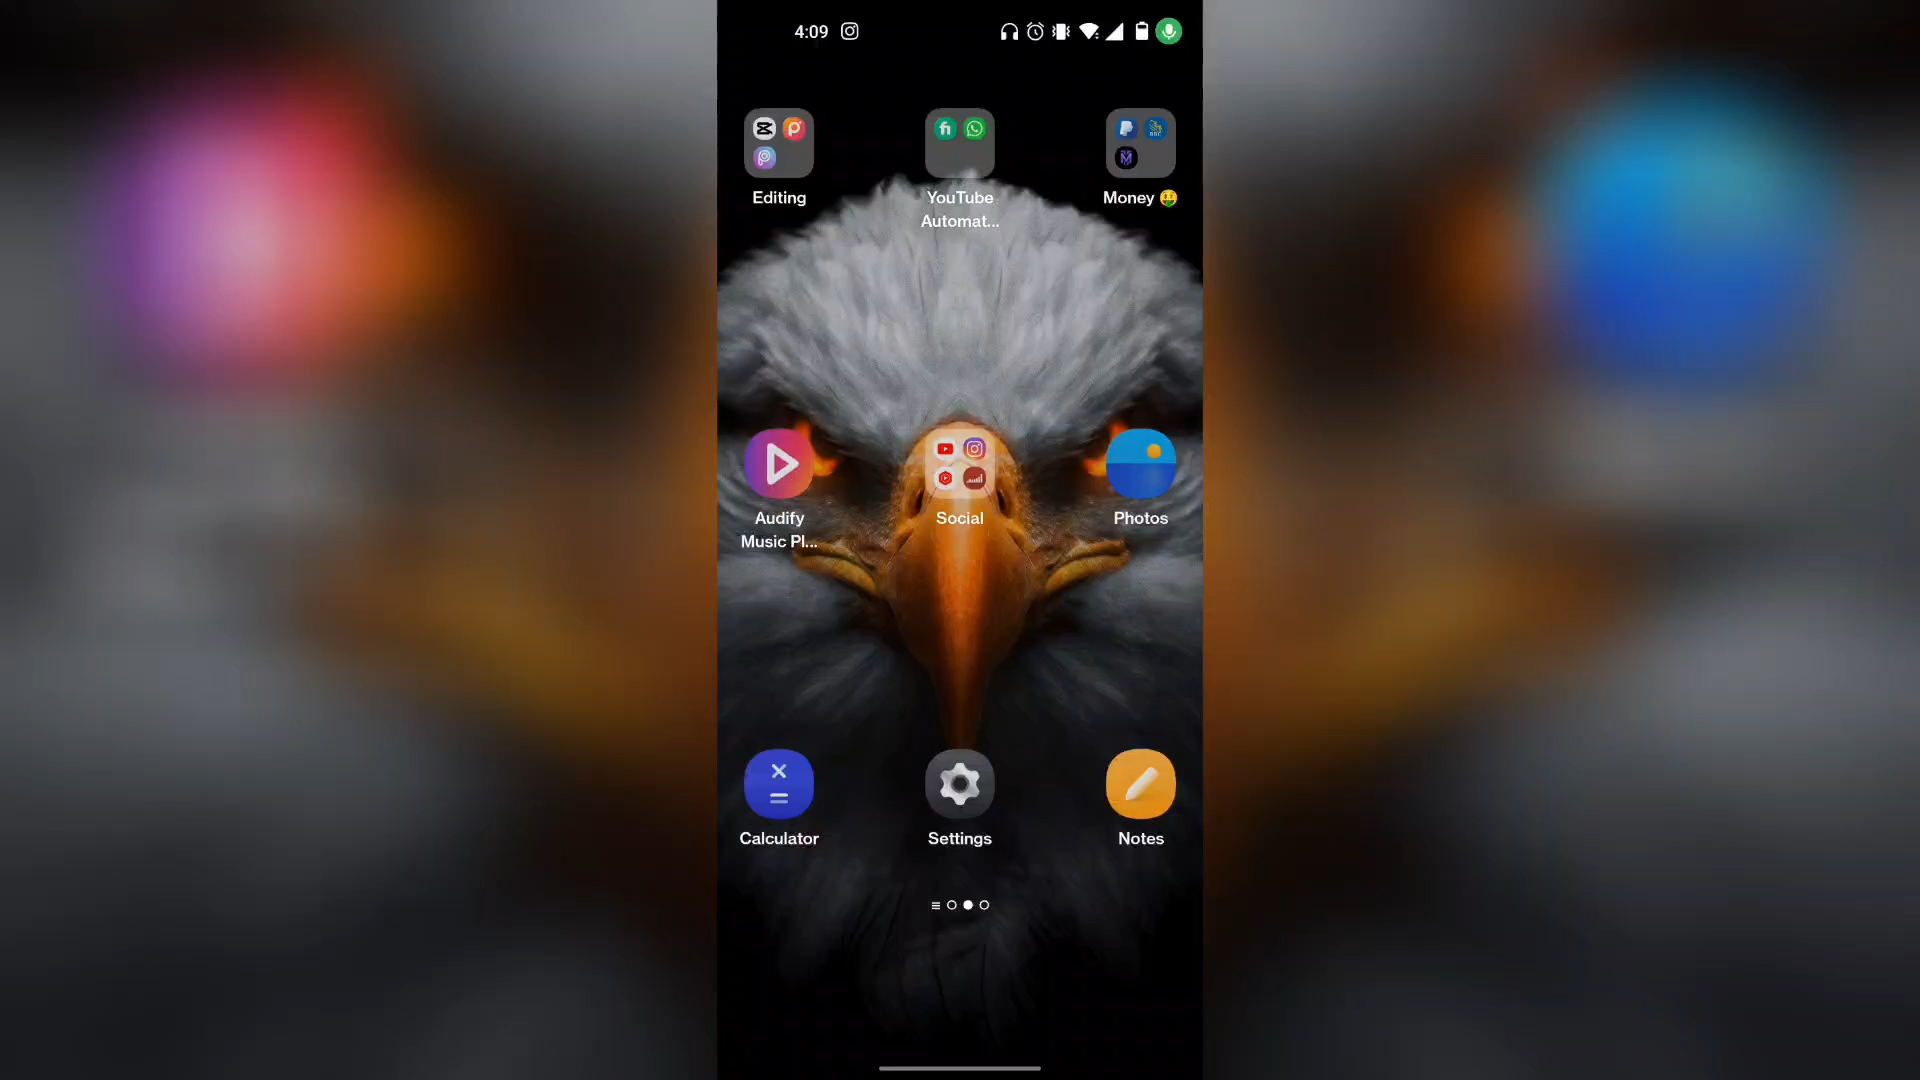 4:09
Editing
YouTube
Automat...
Money 🤑
Audify
Music Pl...
Social
Photos
Calculator
Settings
Notes